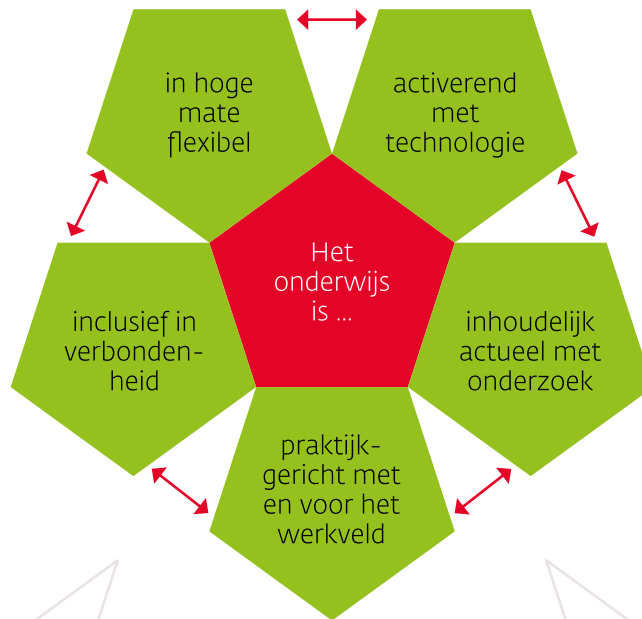 in hoge
mate
flexibel
activerend
met
technologie
Het
onderwijs
is ...
inclusief in
verbonden-
heid
inhoudelijk
actueel met
onderzoek
praktijk-
gericht met
en voor het
werkveld